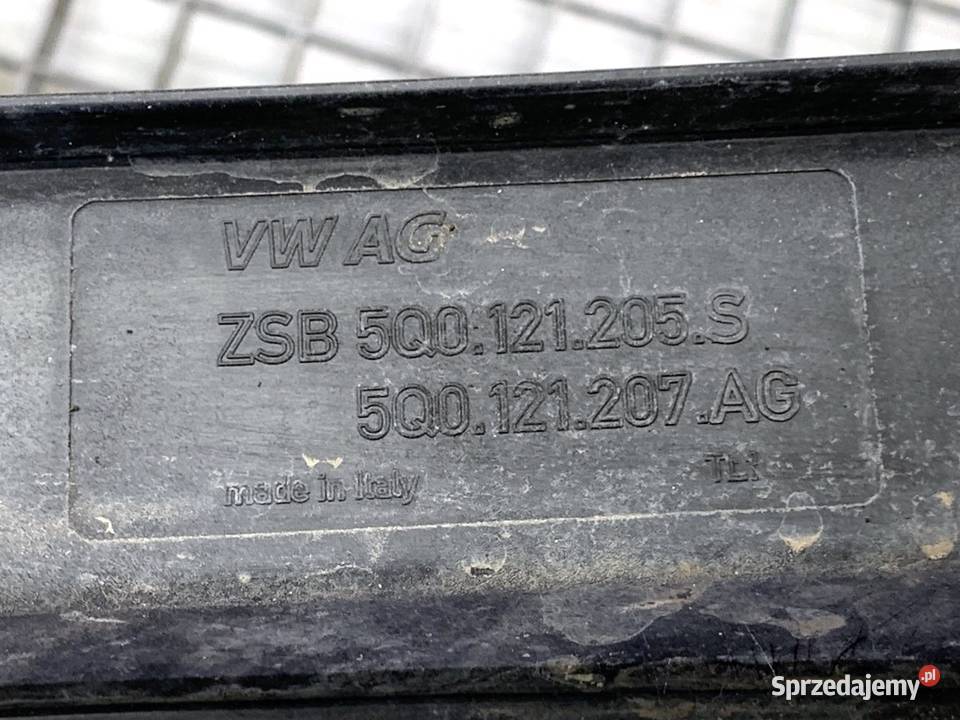 VW AG
ZSB 5Q0.121.205.S
5Q0.121.207.AG
made in Italy
TL1
Sprzedajemy.pl